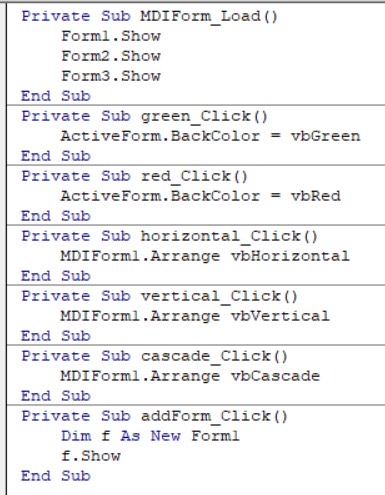 Private Sub MDIForm_Load()
    Form1.Show
    Form2.Show
    Form3.Show
End Sub
Private Sub green_Click()
    ActiveForm.BackColor = vbGreen
End Sub
Private Sub red_Click()
    ActiveForm.BackColor = vbRed
End Sub
Private Sub horizontal_Click()
    MDIForm1.Arrange vbHorizontal
End Sub
Private Sub vertical_Click()
    MDIForm1.Arrange vbVertical
End Sub
Private Sub cascade_Click()
    MDIForm1.Arrange vbCascade
End Sub
Private Sub addForm_Click()
    Dim f As New Form1
    f.Show
End Sub